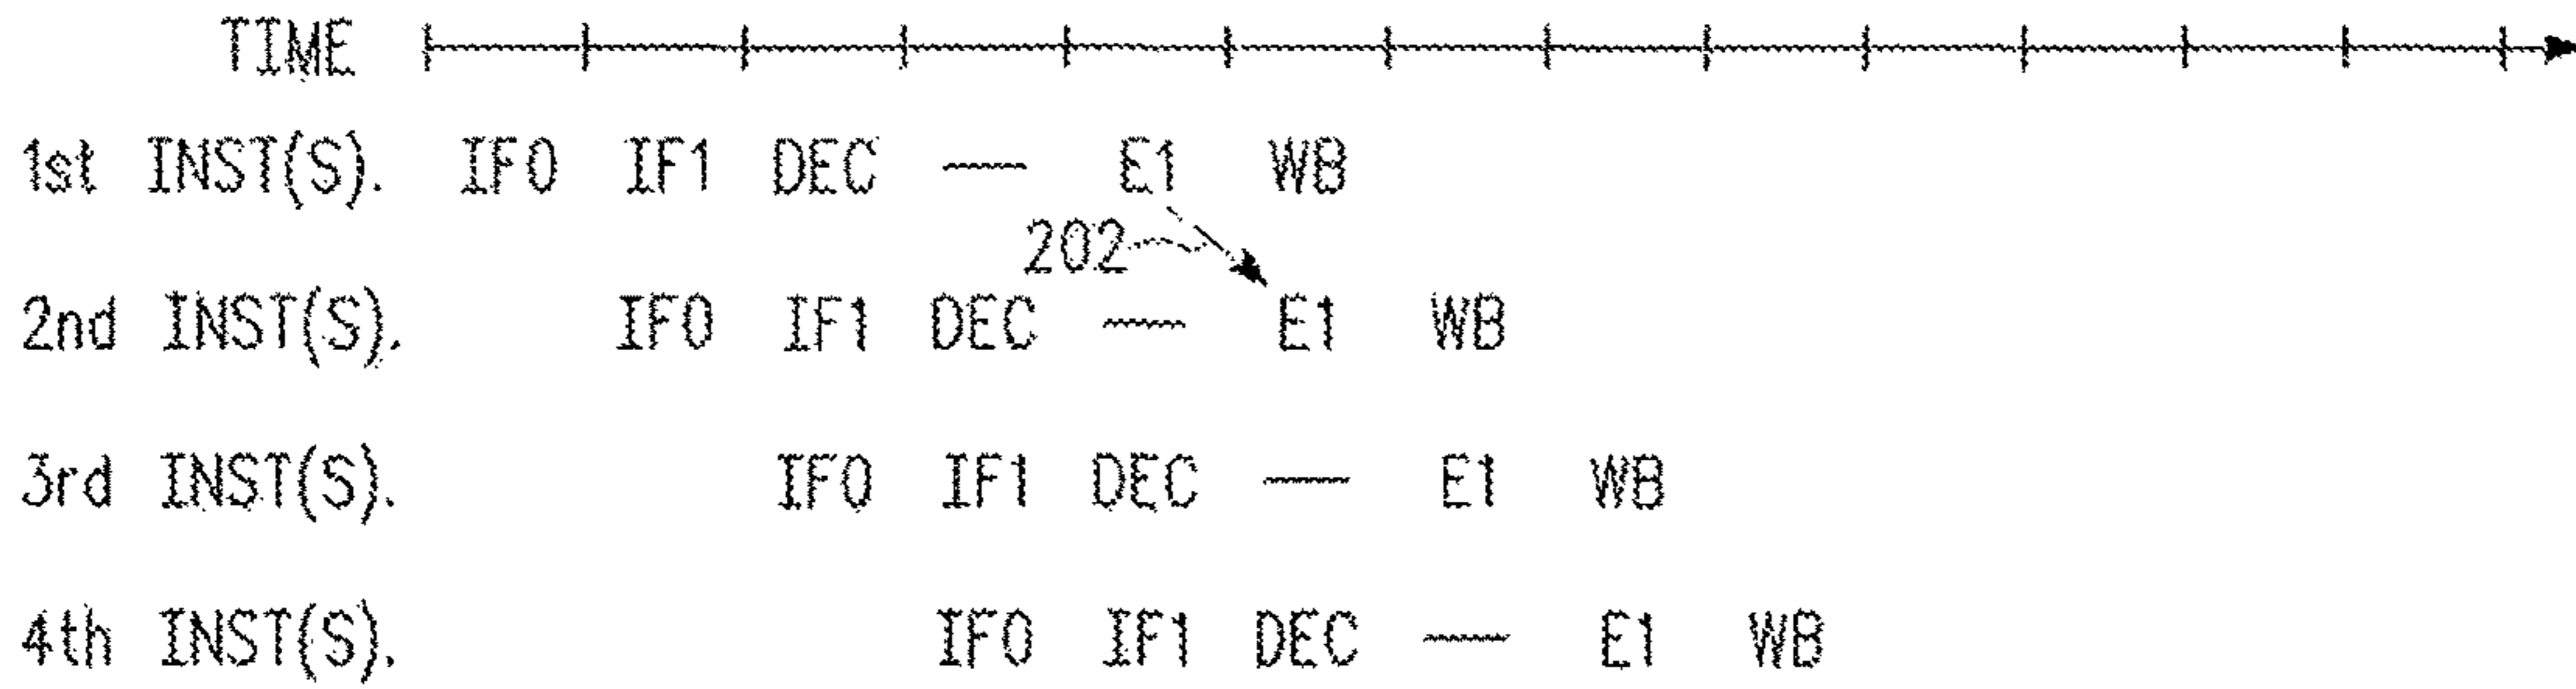 TIME
1st INST(S). IF0 IF1 DEC — E1 WB
202
2nd INST(S). IF0 IF1 DEC — E1 WB
3rd INST(S). IF0 IF1 DEC — E1 WB
4th INST(S). IF0 IF1 DEC — E1 WB